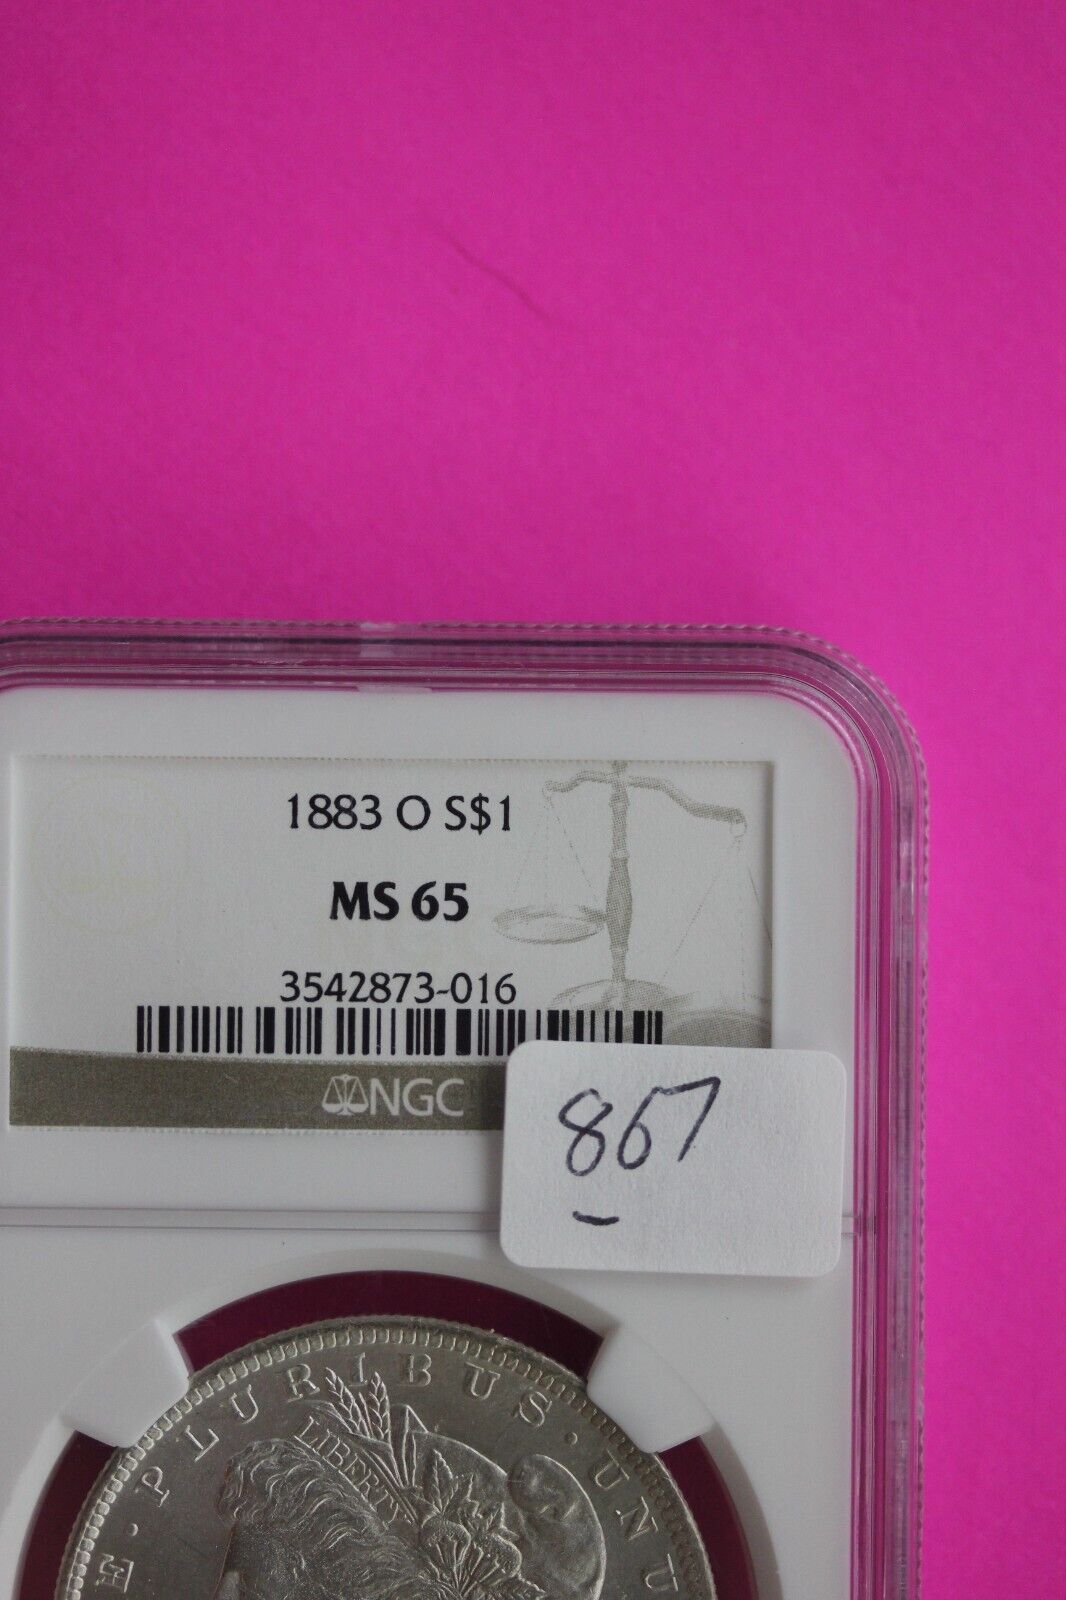 1883 O S$1
MS 65
3542873-016
NGC
867
E · PLURIBUS · UNU
LIBERTY